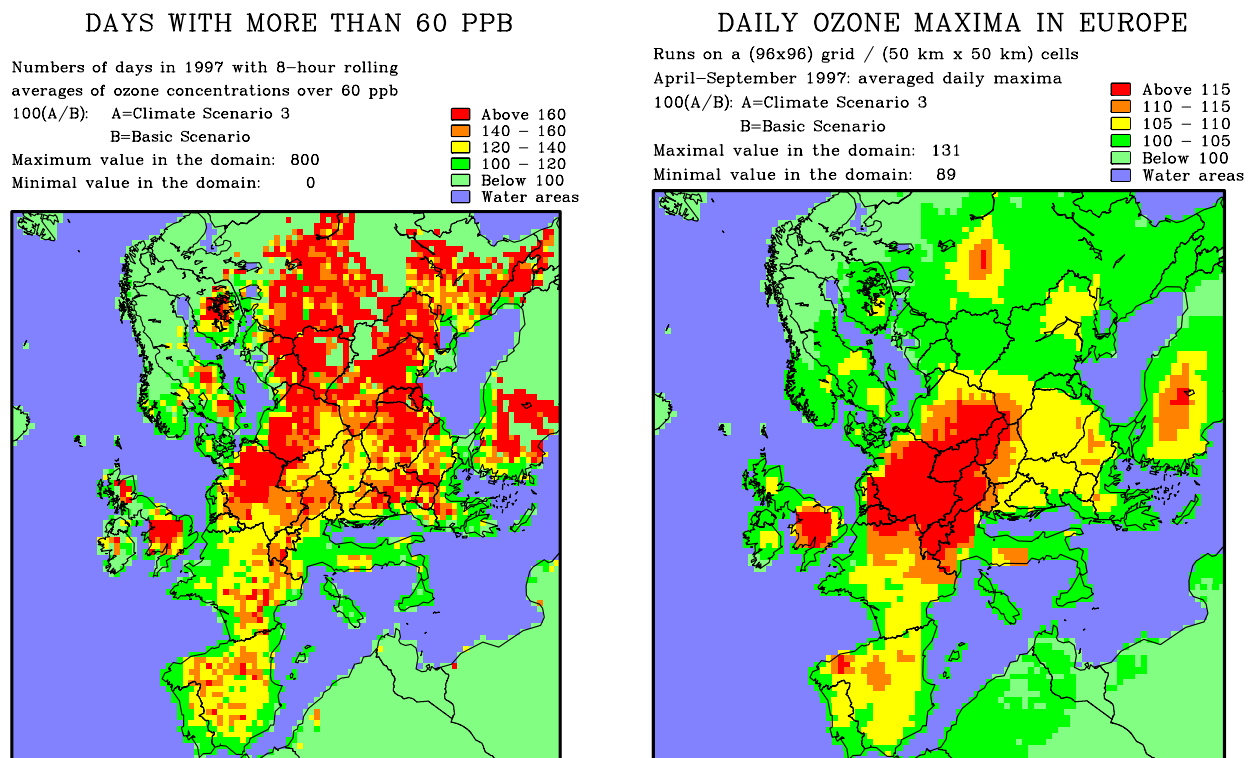 DAYS WITH MORE THAN 60 PPB
Numbers of days in 1997 with 8-hour rolling
averages of ozone concentrations over 60 ppb
100(A/B): A=Climate Scenario 3
B=Basic Scenario
Maximum value in the domain: 800
Minimal value in the domain: 0
Above 160
140 - 160
120 - 140
100 - 120
Below 100
Water areas
DAILY OZONE MAXIMA IN EUROPE
Runs on a (96x96) grid / (50 km x 50 km) cells
April-September 1997: averaged daily maxima
100(A/B): A=Climate Scenario 3
B=Basic Scenario
Maximal value in the domain: 131
Minimal value in the domain: 89
Above 115
110 - 115
105 - 110
100 - 105
Below 100
Water areas